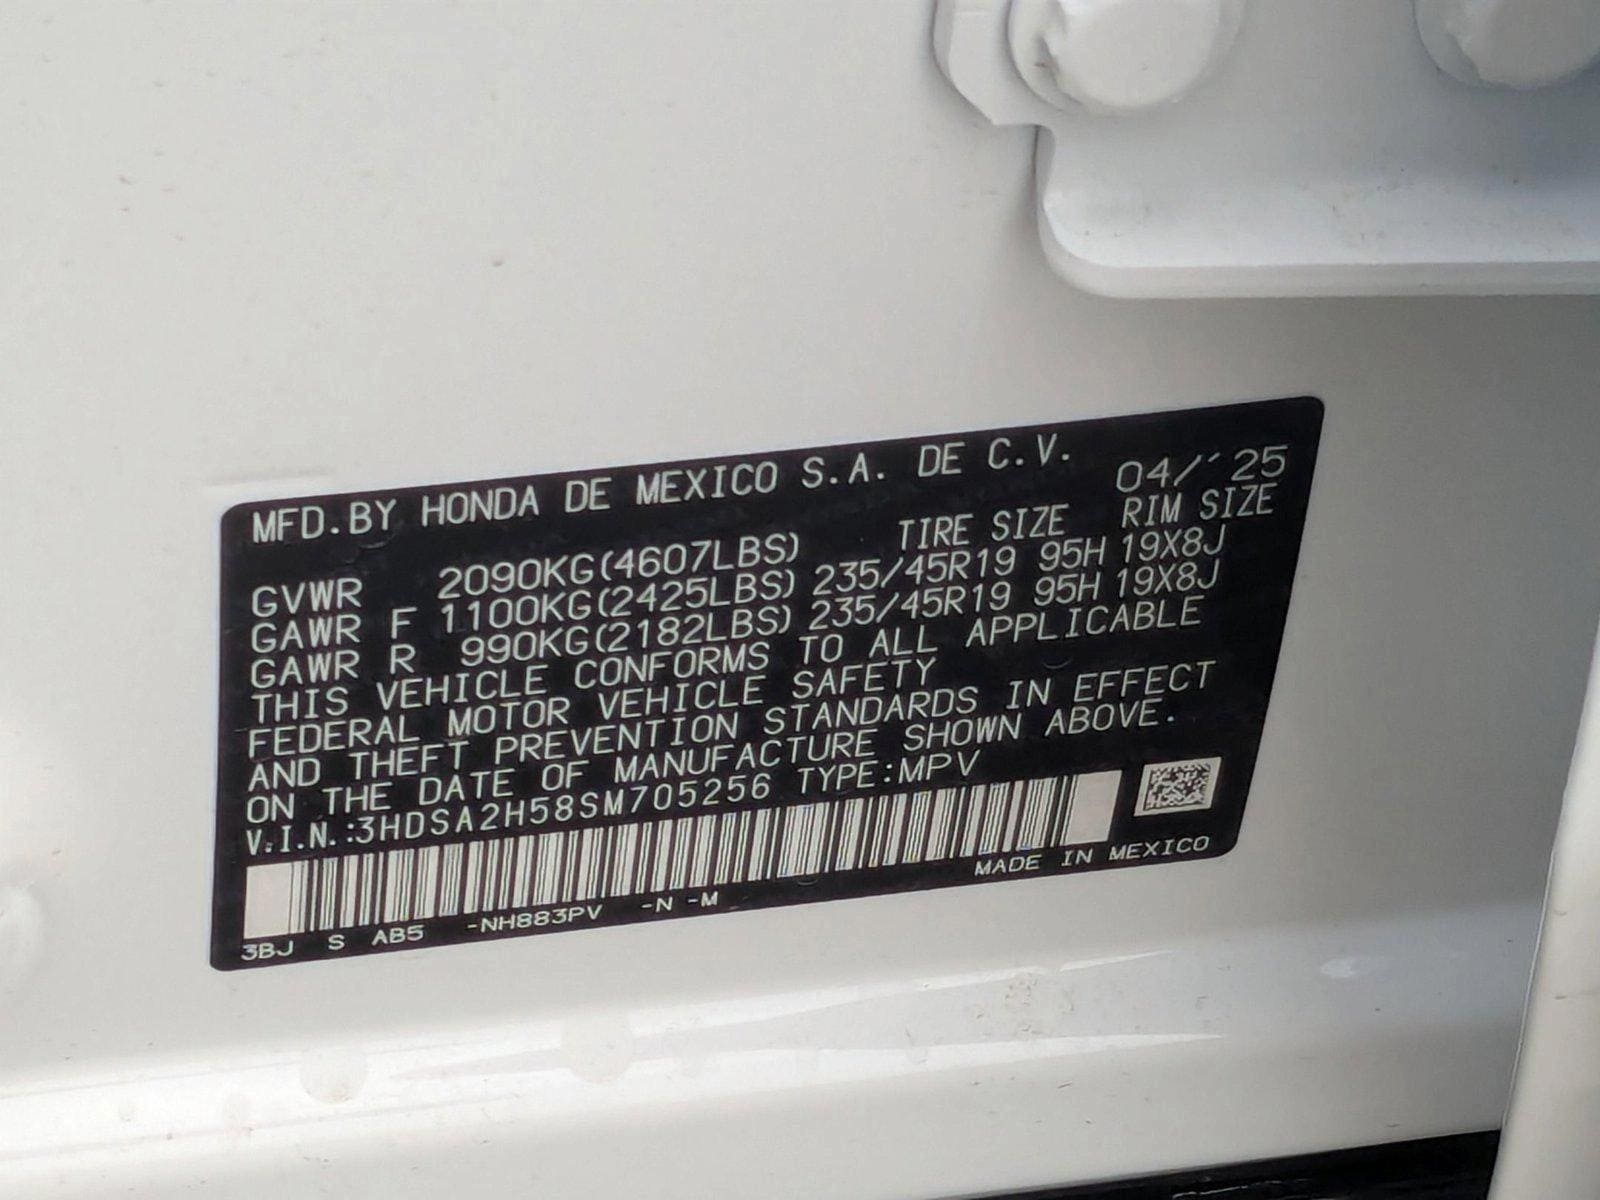 MFD.BY HONDA DE MEXICO S.A. DE C.V. 04/'25
TIRE SIZE RIM SIZE
GVWR 2090KG(4607LBS)
GAWR F 1100KG(2425LBS) 235/45R19 95H 19X8J
GAWR R 990KG(2182LBS) 235/45R19 95H 19X8J
THIS VEHICLE CONFORMS TO ALL APPLICABLE
FEDERAL MOTOR VEHICLE SAFETY
AND THEFT PREVENTION STANDARDS IN EFFECT
ON THE DATE OF MANUFACTURE SHOWN ABOVE.
V.I.N.:3HDSA2H58SM705256 TYPE:MPV
MADE IN MEXICO
3BJ S AB5 -NH883PV -N -M